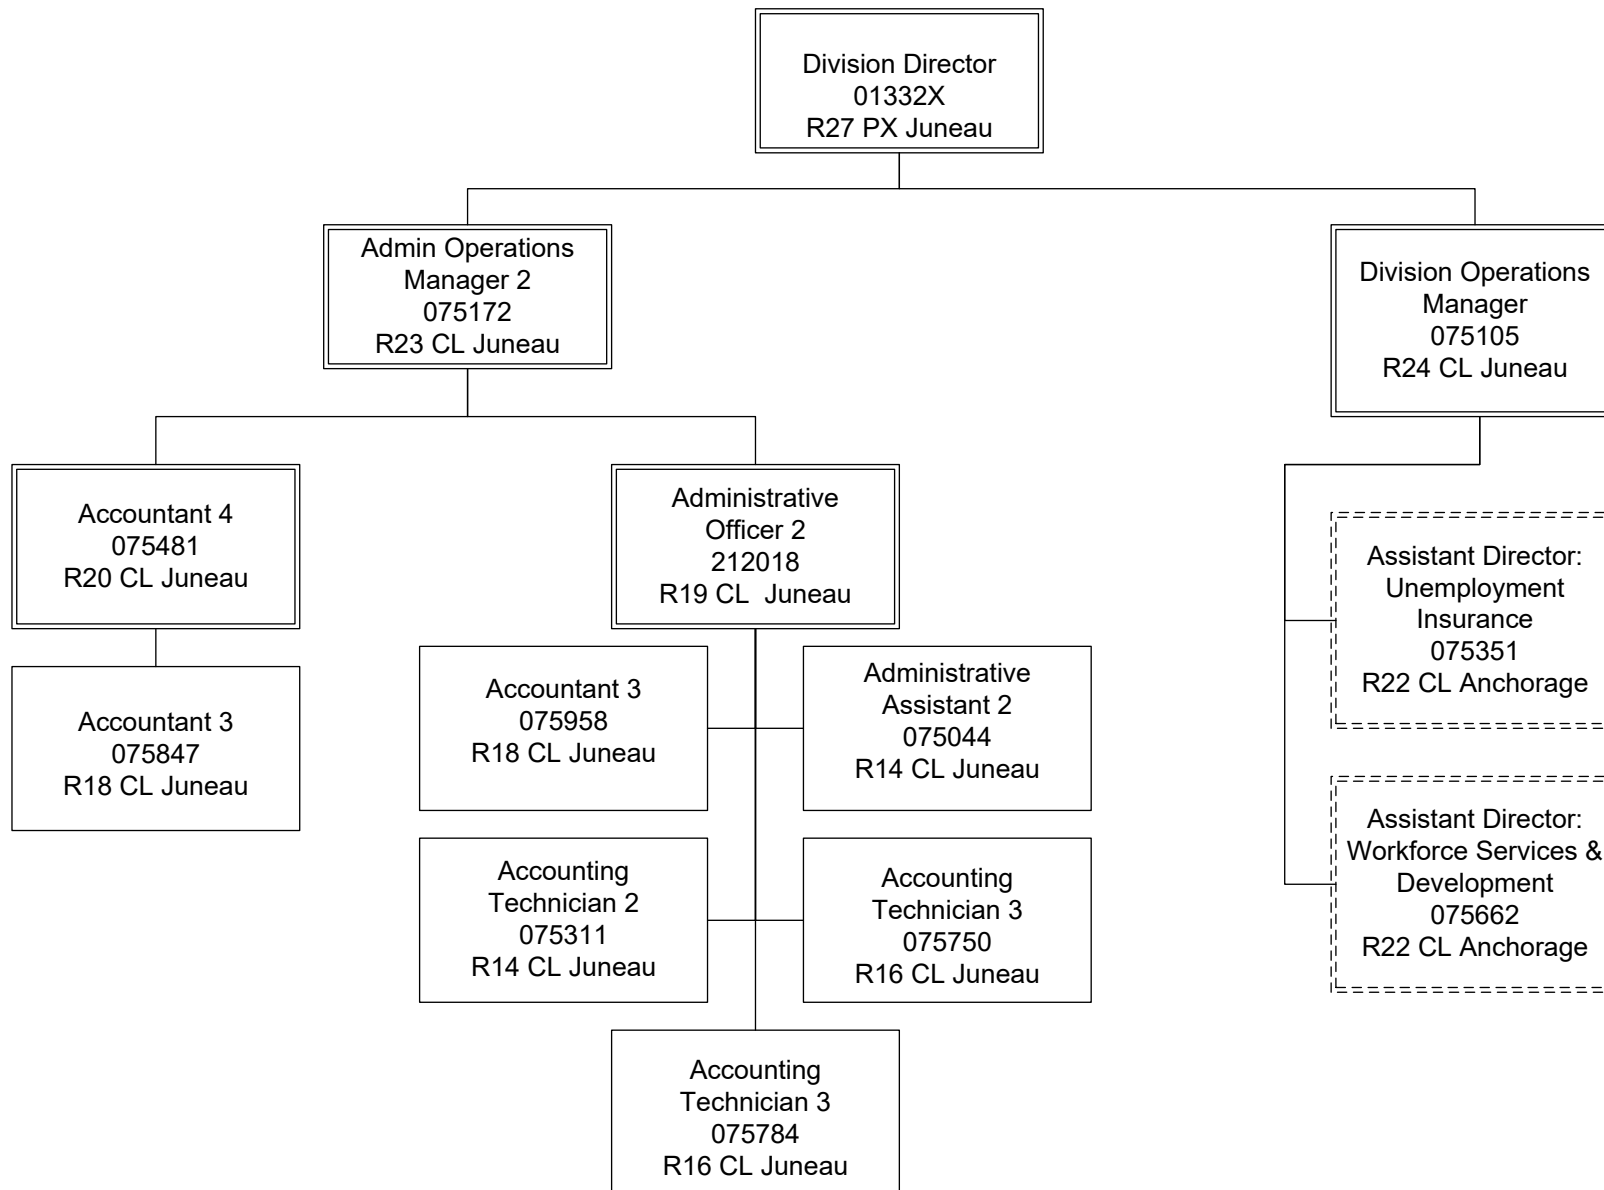 Division Director
01332X
R27 PX Juneau
Admin Operations
Manager 2
075172
R23 CL Juneau
Division Operations
Manager
075105
R24 CL Juneau
Accountant 4
075481
R20 CL Juneau
Administrative
Officer 2
212018
R19 CL  Juneau
Assistant Director:
Unemployment
Insurance
075351
R22 CL Anchorage
Accountant 3
075847
R18 CL Juneau
Accountant 3
075958
R18 CL Juneau
Administrative
Assistant 2
075044
R14 CL Juneau
Assistant Director:
Workforce Services &
Development
075662
R22 CL Anchorage
Accounting
Technician 2
075311
R14 CL Juneau
Accounting
Technician 3
075750
R16 CL Juneau
Accounting
Technician 3
075784
R16 CL Juneau